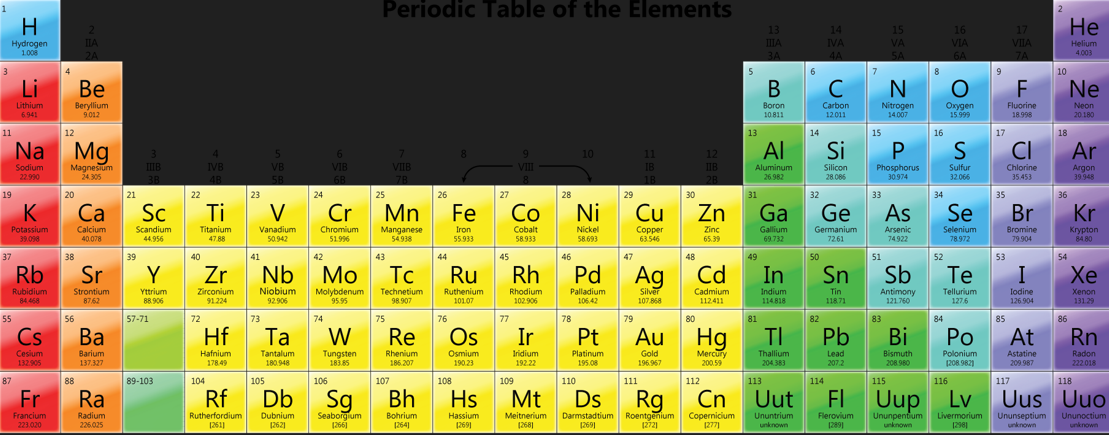 Periodic Table of the Elements
1
H
Hydrogen
1.008
2
IIA
2A
13
IIIA
3A
14
IVA
4A
15
VA
5A
16
VIA
6A
17
VIIA
7A
2
He
Helium
4.003
3
Li
Lithium
6.941
4
Be
Beryllium
9.012
5
B
Boron
10.811
6
C
Carbon
12.011
7
N
Nitrogen
14.007
8
O
Oxygen
15.999
9
F
Fluorine
18.998
10
Ne
Neon
20.180
11
Na
Sodium
22.990
12
Mg
Magnesium
24.305
3
IIIB
3B
4
IVB
4B
5
VB
5B
6
VIB
6B
7
VIIB
7B
8
9
10
VIII
8
11
IB
1B
12
IIB
2B
13
Al
Aluminum
26.982
14
Si
Silicon
28.086
15
P
Phosphorus
30.974
16
S
Sulfur
32.066
17
Cl
Chlorine
35.453
18
Ar
Argon
39.948
19
K
Potassium
39.098
20
Ca
Calcium
40.078
21
Sc
Scandium
44.956
22
Ti
Titanium
47.88
23
V
Vanadium
50.942
24
Cr
Chromium
51.996
25
Mn
Manganese
54.938
26
Fe
Iron
55.933
27
Co
Cobalt
58.933
28
Ni
Nickel
58.693
29
Cu
Copper
63.546
30
Zn
Zinc
65.39
31
Ga
Gallium
69.732
32
Ge
Germanium
72.61
33
As
Arsenic
74.922
34
Se
Selenium
78.972
35
Br
Bromine
79.904
36
Kr
Krypton
84.80
37
Rb
Rubidium
84.468
38
Sr
Strontium
87.62
39
Y
Yttrium
88.906
40
Zr
Zirconium
91.224
41
Nb
Niobium
92.906
42
Mo
Molybdenum
95.95
43
Tc
Technetium
98.907
44
Ru
Ruthenium
101.07
45
Rh
Rhodium
102.906
46
Pd
Palladium
106.42
47
Ag
Silver
107.868
48
Cd
Cadmium
112.411
49
In
Indium
114.818
50
Sn
Tin
118.71
51
Sb
Antimony
121.760
52
Te
Tellurium
127.6
53
I
Iodine
126.904
54
Xe
Xenon
131.29
55
Cs
Cesium
132.905
56
Ba
Barium
137.327
57-71
72
Hf
Hafnium
178.49
73
Ta
Tantalum
180.948
74
W
Tungsten
183.85
75
Re
Rhenium
186.207
76
Os
Osmium
190.23
77
Ir
Iridium
192.22
78
Pt
Platinum
195.08
79
Au
Gold
196.967
80
Hg
Mercury
200.59
81
Tl
Thallium
204.383
82
Pb
Lead
207.2
83
Bi
Bismuth
208.980
84
Po
Polonium
[208.982]
85
At
Astatine
209.987
86
Rn
Radon
222.018
87
Fr
Francium
223.020
88
Ra
Radium
226.025
89-103
104
Rf
Rutherfordium
[261]
105
Db
Dubnium
[262]
106
Sg
Seaborgium
[266]
107
Bh
Bohrium
[264]
108
Hs
Hassium
[269]
109
Mt
Meitnerium
[268]
110
Ds
Darmstadtium
[269]
111
Rg
Roentgenium
[272]
112
Cn
Copernicium
[277]
113
Uut
Ununtrium
unknown
114
Fl
Flerovium
[289]
115
Uup
Ununpentium
unknown
116
Lv
Livermorium
[298]
117
Uus
Ununseptium
unknown
118
Uuo
Ununoctium
unknown